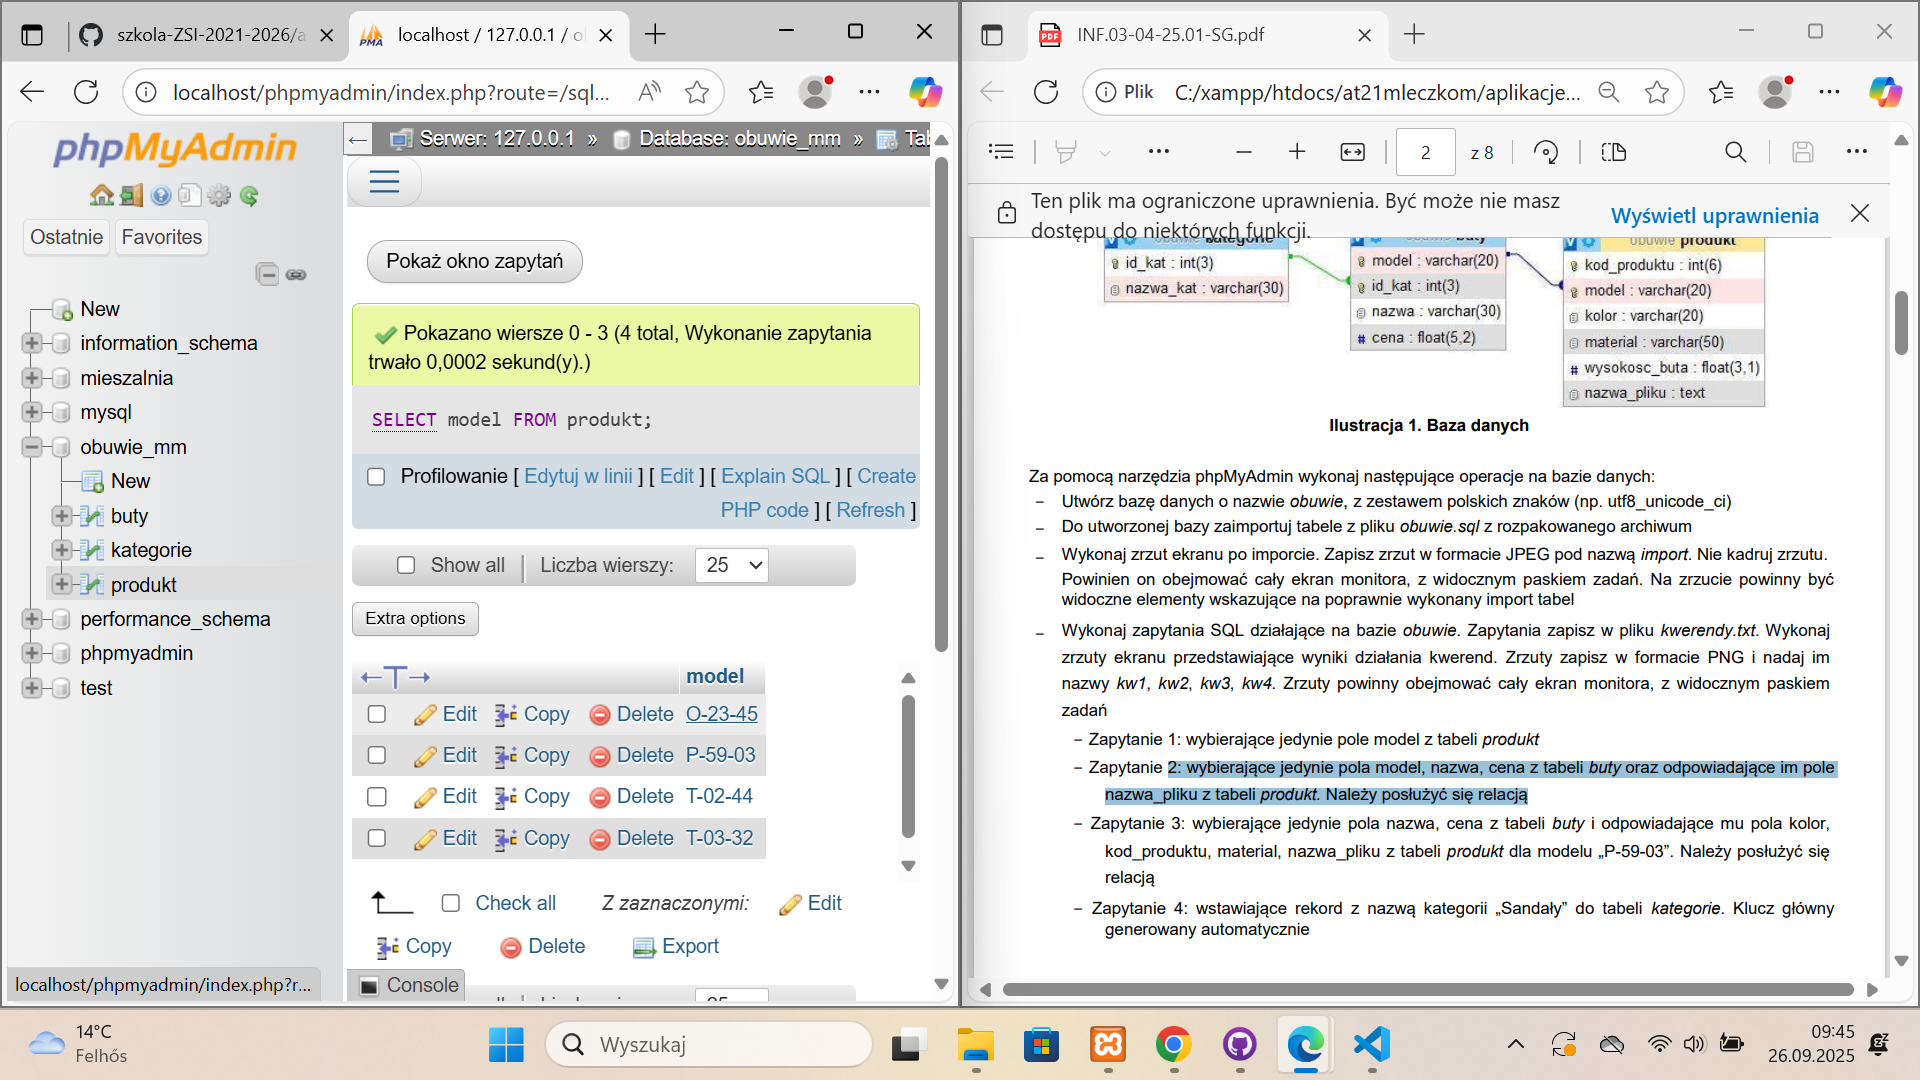 szkola-ZSI-2021-2026/a
localhost / 127.0.0.1 / o
localhost/phpmyadmin/index.php?route=/sql...
phpMyAdmin
Ostatnie
Favorites
New
information_schema
mieszalnia
mysql
obuwie_mm
New
buty
kategorie
produkt
performance_schema
phpmyadmin
test
localhost/phpmyadmin/index.php?r...
Serwer: 127.0.0.1 » Database: obuwie_mm » Tab
Pokaż okno zapytań
Pokazano wiersze 0 - 3 (4 total, Wykonanie zapytania
trwało 0,0002 sekund(y).)
SELECT model FROM produkt;
Profilowanie [ Edytuj w linii ] [ Edit ] [ Explain SQL ] [ Create
PHP code ] [ Refresh ]
Show all
Liczba wierszy:
25
Extra options
←T→ model
Edit Copy Delete O-23-45
Edit Copy Delete P-59-03
Edit Copy Delete T-02-44
Edit Copy Delete T-03-32
Check all Z zaznaczonymi: Edit
Copy Delete Export
Console
INF.03-04-25.01-SG.pdf
Plik C:/xampp/htdocs/at21mleczkom/aplikacje...
2 z 8
Ten plik ma ograniczone uprawnienia. Być może nie masz
dostępu do niektórych funkcji.
Wyświetl uprawnienia
obuwie kategorie
id_kat : int(3)
nazwa_kat : varchar(30)
obuwie buty
model : varchar(20)
id_kat : int(3)
nazwa : varchar(30)
# cena : float(5,2)
obuwie produkt
kod_produktu : int(6)
model : varchar(20)
kolor : varchar(20)
material : varchar(50)
# wysokosc_buta : float(3,1)
nazwa_pliku : text
Ilustracja 1. Baza danych
Za pomocą narzędzia phpMyAdmin wykonaj następujące operacje na bazie danych:
– Utwórz bazę danych o nazwie obuwie, z zestawem polskich znaków (np. utf8_unicode_ci)
– Do utworzonej bazy zaimportuj tabele z pliku obuwie.sql z rozpakowanego archiwum
– Wykonaj zrzut ekranu po imporcie. Zapisz zrzut w formacie JPEG pod nazwą import. Nie kadruj zrzutu.
Powinien on obejmować cały ekran monitora, z widocznym paskiem zadań. Na zrzucie powinny być
widoczne elementy wskazujące na poprawnie wykonany import tabel
– Wykonaj zapytania SQL działające na bazie obuwie. Zapytania zapisz w pliku kwerendy.txt. Wykonaj
zrzuty ekranu przedstawiające wyniki działania kwerend. Zrzuty zapisz w formacie PNG i nadaj im
nazwy kw1, kw2, kw3, kw4. Zrzuty powinny obejmować cały ekran monitora, z widocznym paskiem
zadań
– Zapytanie 1: wybierające jedynie pole model z tabeli produkt
– Zapytanie 2: wybierające jedynie pola model, nazwa, cena z tabeli buty oraz odpowiadające im pole
nazwa_pliku z tabeli produkt. Należy posłużyć się relacją
– Zapytanie 3: wybierające jedynie pola nazwa, cena z tabeli buty i odpowiadające mu pola kolor,
kod_produktu, material, nazwa_pliku z tabeli produkt dla modelu „P-59-03”. Należy posłużyć się
relacją
– Zapytanie 4: wstawiające rekord z nazwą kategorii „Sandały” do tabeli kategorie. Klucz główny
generowany automatycznie
14°C
Felhős
Wyszukaj
09:45
26.09.2025